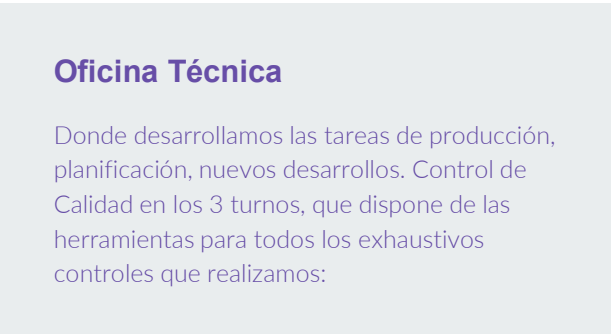 Oficina Técnica
Donde desarrollamos las tareas de producción,
planificación, nuevos desarrollos. Control de
Calidad en los 3 turnos, que dispone de las
herramientas para todos los exhaustivos
controles que realizamos: